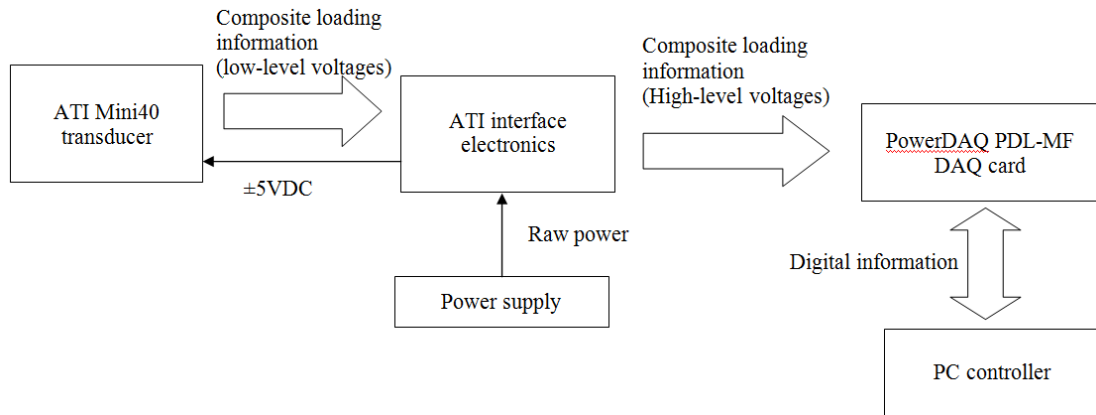 Composite loading
information
(low-level voltages)
Composite loading
information
(High-level voltages)
ATI Mini40
transducer
ATI interface
electronics
PowerDAQ PDL-MF
DAQ card
±5VDC
Raw power
Digital information
Power supply
PC controller